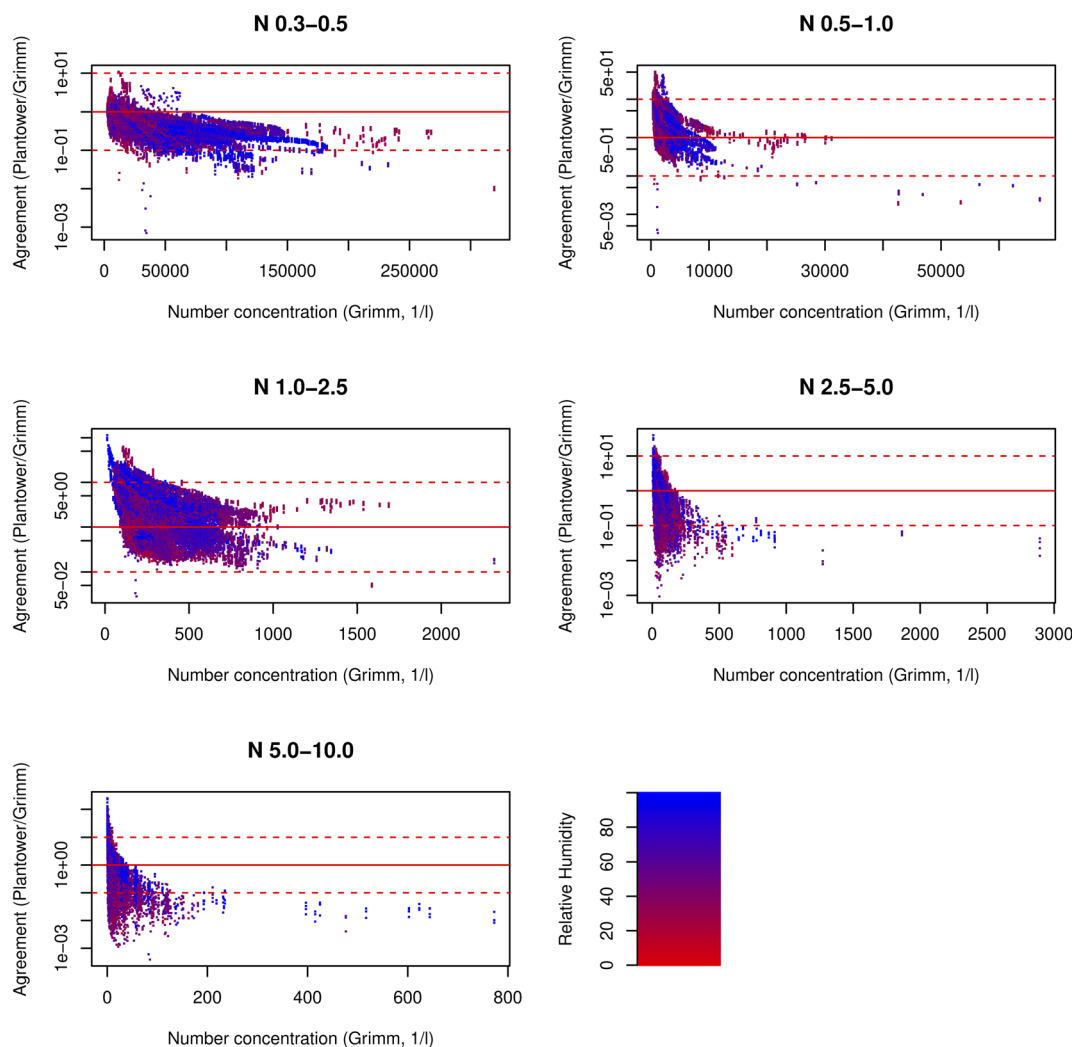 N 0.3−0.5
Agreement (Plantower/Grimm)
1e+01
1e−01
1e−03
0 50000 150000 250000
Number concentration (Grimm, 1/l)
N 0.5−1.0
Agreement (Plantower/Grimm)
5e+01
5e−01
5e−03
0 10000 30000 50000
Number concentration (Grimm, 1/l)
N 1.0−2.5
Agreement (Plantower/Grimm)
5e+00
5e−02
0 500 1000 1500 2000
Number concentration (Grimm, 1/l)
N 2.5−5.0
Agreement (Plantower/Grimm)
1e+01
1e−01
1e−03
0 500 1000 1500 2000 2500 3000
Number concentration (Grimm, 1/l)
N 5.0−10.0
Agreement (Plantower/Grimm)
1e+00
1e−03
0 200 400 600 800
Number concentration (Grimm, 1/l)
Relative Humidity
0 20 40 60 80